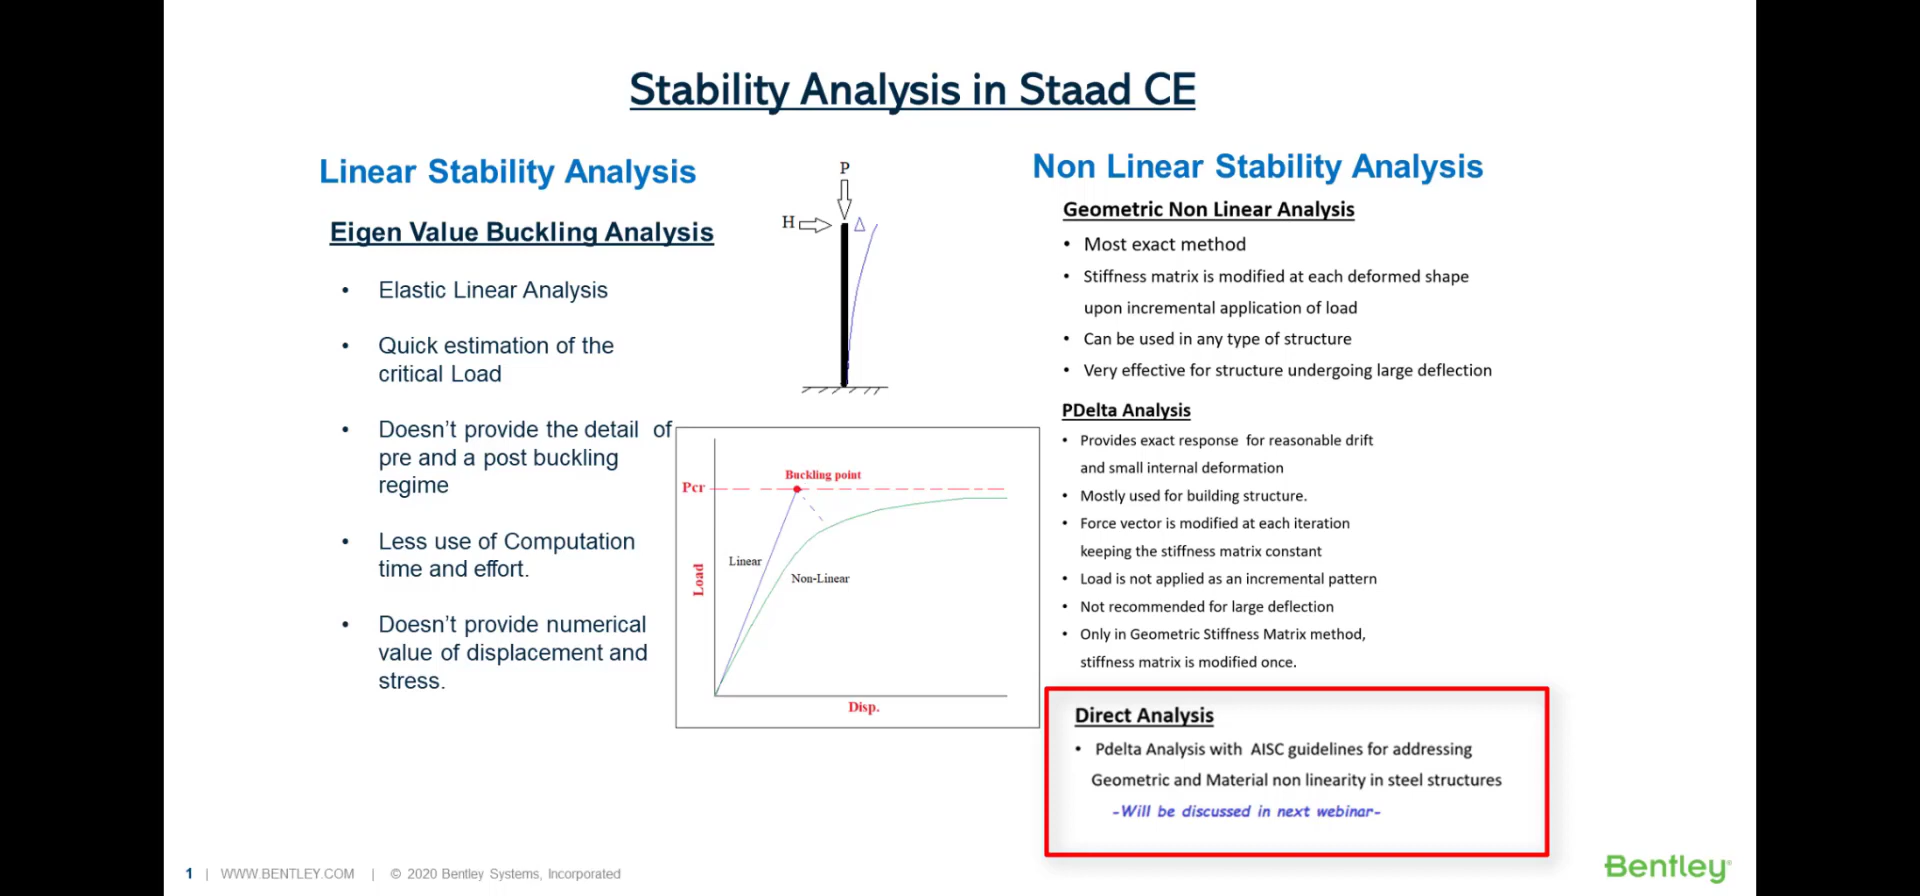 Stability Analysis in Staad CE
Linear Stability Analysis
Eigen Value Buckling Analysis
• Elastic Linear Analysis
• Quick estimation of the
critical Load
• Doesn't provide the detail of
pre and a post buckling
regime
• Less use of Computation
time and effort.
• Doesn't provide numerical
value of displacement and
stress.
P
H
Δ
Buckling point
Pcr
Linear
Non-Linear
Load
Disp.
Non Linear Stability Analysis
Geometric Non Linear Analysis
• Most exact method
• Stiffness matrix is modified at each deformed shape
upon incremental application of load
• Can be used in any type of structure
• Very effective for structure undergoing large deflection
PDelta Analysis
• Provides exact response for reasonable drift
and small internal deformation
• Mostly used for building structure.
• Force vector is modified at each iteration
keeping the stiffness matrix constant
• Load is not applied as an incremental pattern
• Not recommended for large deflection
• Only in Geometric Stiffness Matrix method,
stiffness matrix is modified once.
Direct Analysis
• Pdelta Analysis with AISC guidelines for addressing
Geometric and Material non linearity in steel structures
-Will be discussed in next webinar-
1 | WWW.BENTLEY.COM | © 2020 Bentley Systems, Incorporated
Bentley